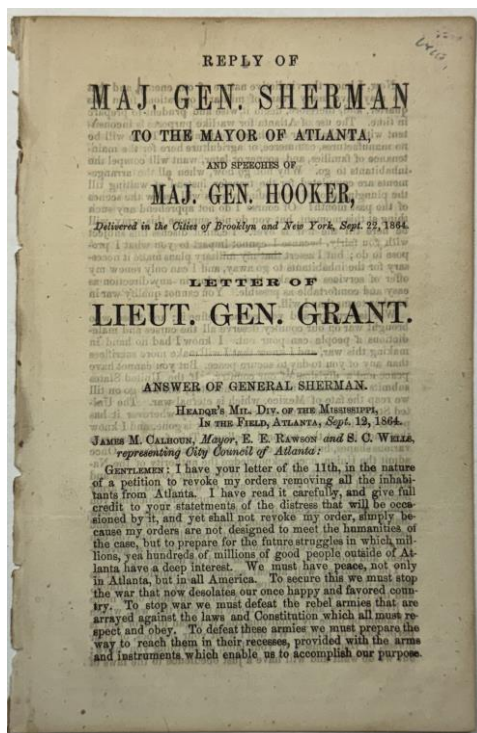 REPLY OF
MAJ. GEN. SHERMAN
TO THE MAYOR OF ATLANTA,
AND SPEECHES OF
MAJ. GEN. HOOKER,
Delivered in the Cities of Brooklyn and New York, Sept. 22, 1864.
LETTER OF
LIEUT. GEN. GRANT.
ANSWER OF GENERAL SHERMAN.
HEADQR'S MIL. DIV. OF THE MISSISSIPPI,
IN THE FIELD, ATLANTA, Sept. 12, 1864.
JAMES M. CALHOUN, Mayor, E. E. RAWSON and S. C. WELLS,
representing City Council of Atlanta:
GENTLEMEN: I have your letter of the 11th, in the nature
of a petition to revoke my orders removing all the inhabi-
tants from Atlanta. I have read it carefully, and give full
credit to your statetments of the distress that will be occa-
sioned by it, and yet shall not revoke my order, simply be-
cause my orders are not designed to meet the humanities of
the case, but to prepare for the future struggles in which mil-
lions, yea hundreds of millions of good people outside of At-
lanta have a deep interest. We must have peace, not only
in Atlanta, but in all America. To secure this we must stop
the war that now desolates our once happy and favored coun-
try. To stop war we must defeat the rebel armies that are
arrayed against the laws and Constitution which all must re-
spect and obey. To defeat these armies we must prepare the
way to reach them in their recesses, provided with the arms
and instruments which enable us to accomplish our purpose.